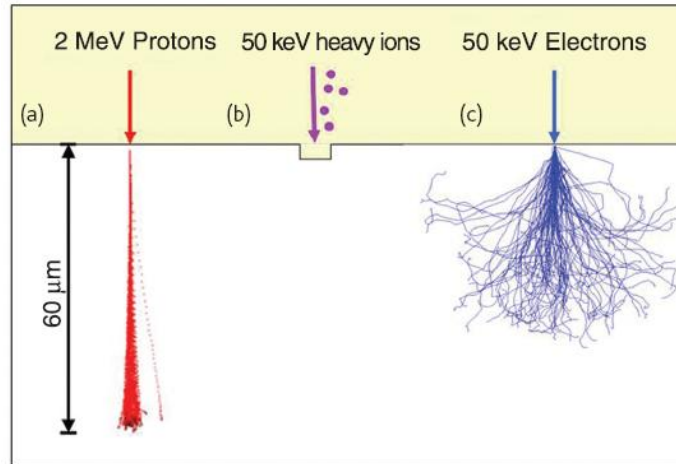 2 MeV Protons
50 keV heavy ions
50 keV Electrons
(a)
(b)
(c)
60 μm